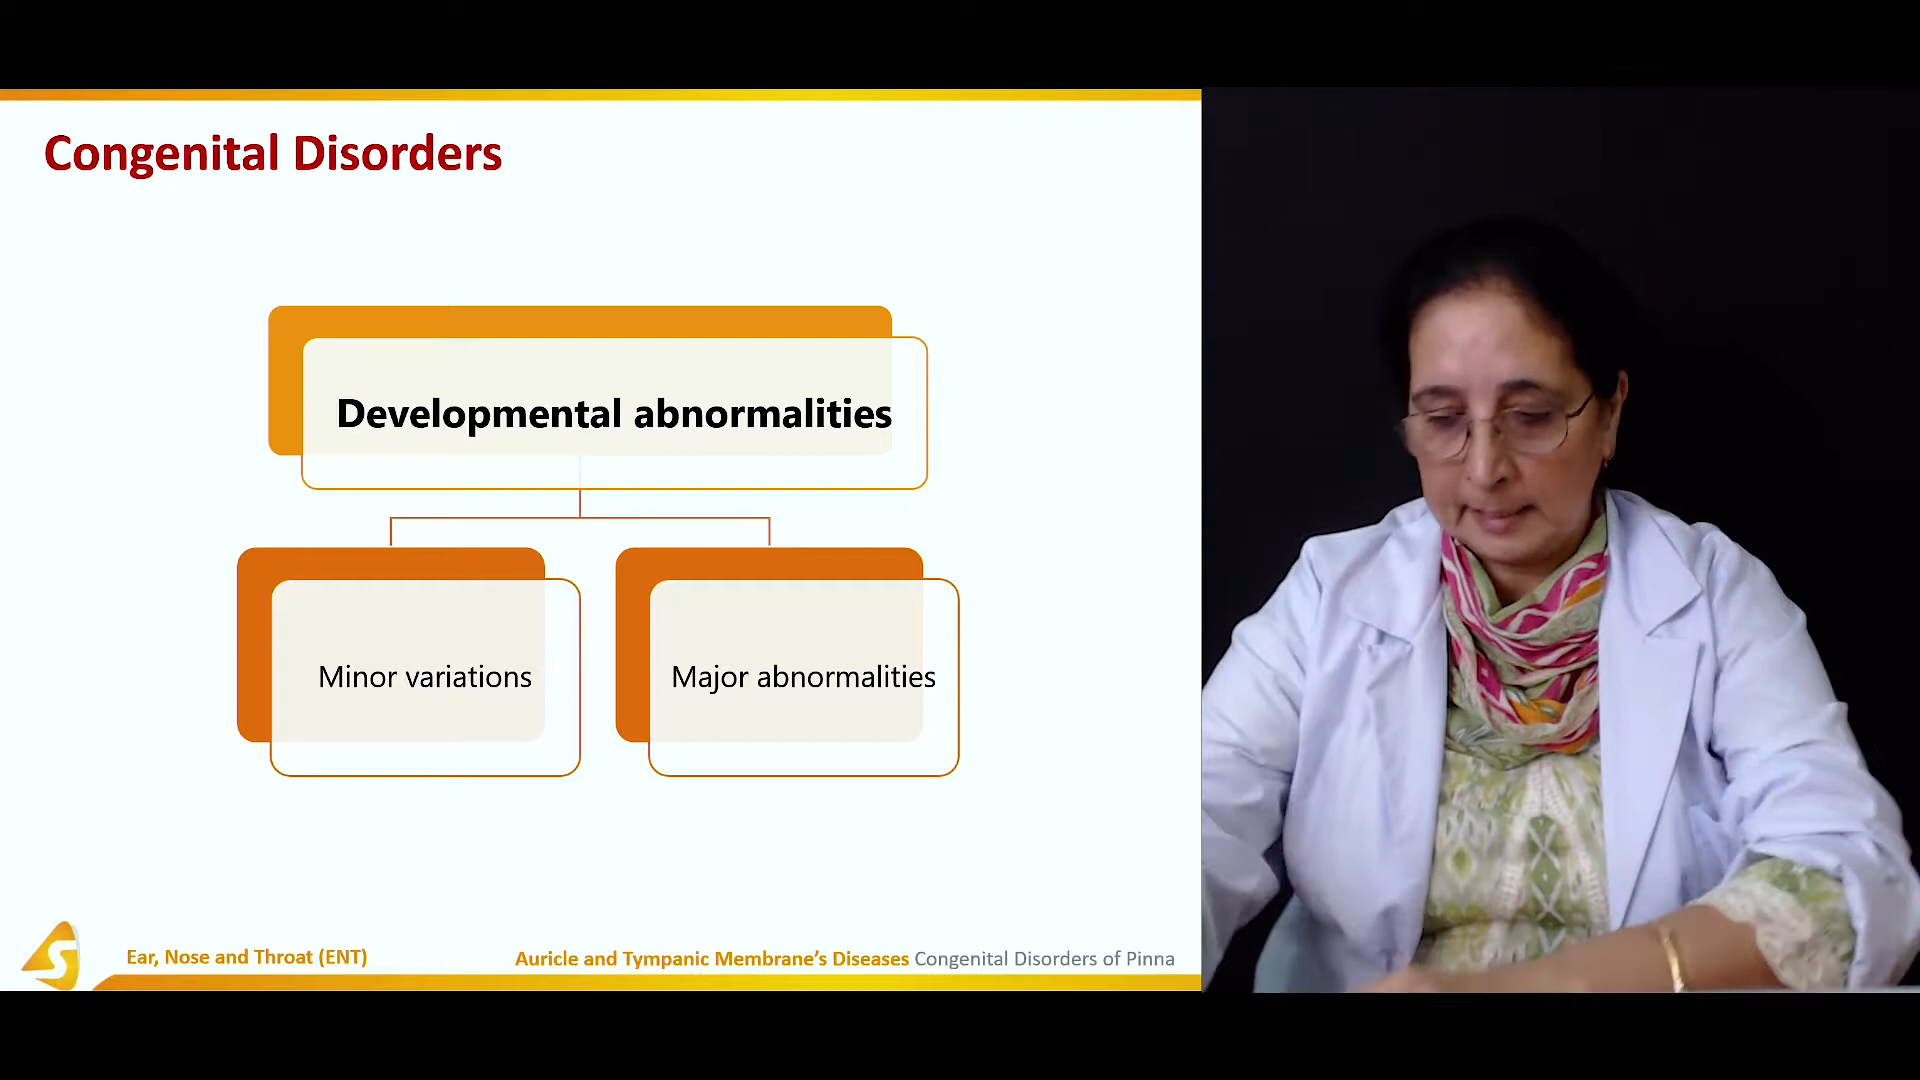 Congenital Disorders
Developmental abnormalities
Minor variations
Major abnormalities
Ear, Nose and Throat (ENT)
Auricle and Tympanic Membrane’s Diseases Congenital Disorders of Pinna